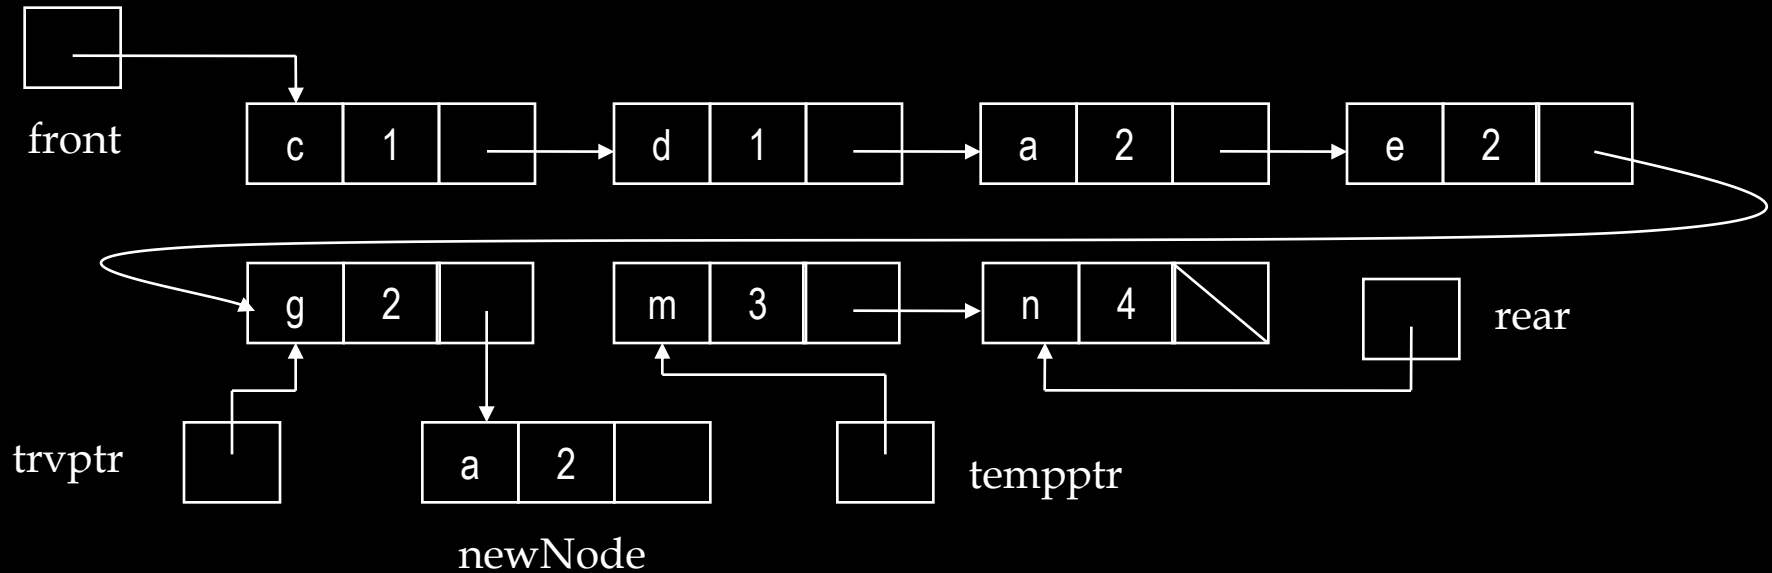 front
c 1 d 1 a 2 e 2
g 2 m 3 n 4 rear
trvptr a 2 tempptr
newNode